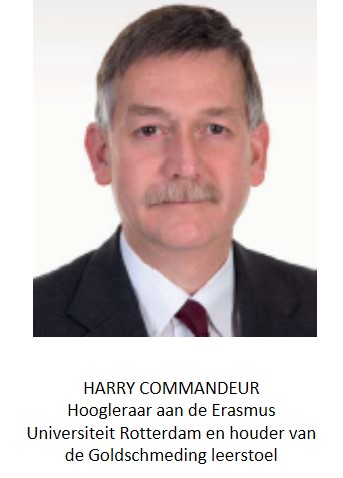 HARRY COMMANDEUR
Hoogleraar aan de Erasmus
Universiteit Rotterdam en houder van
de Goldschmeding leerstoel